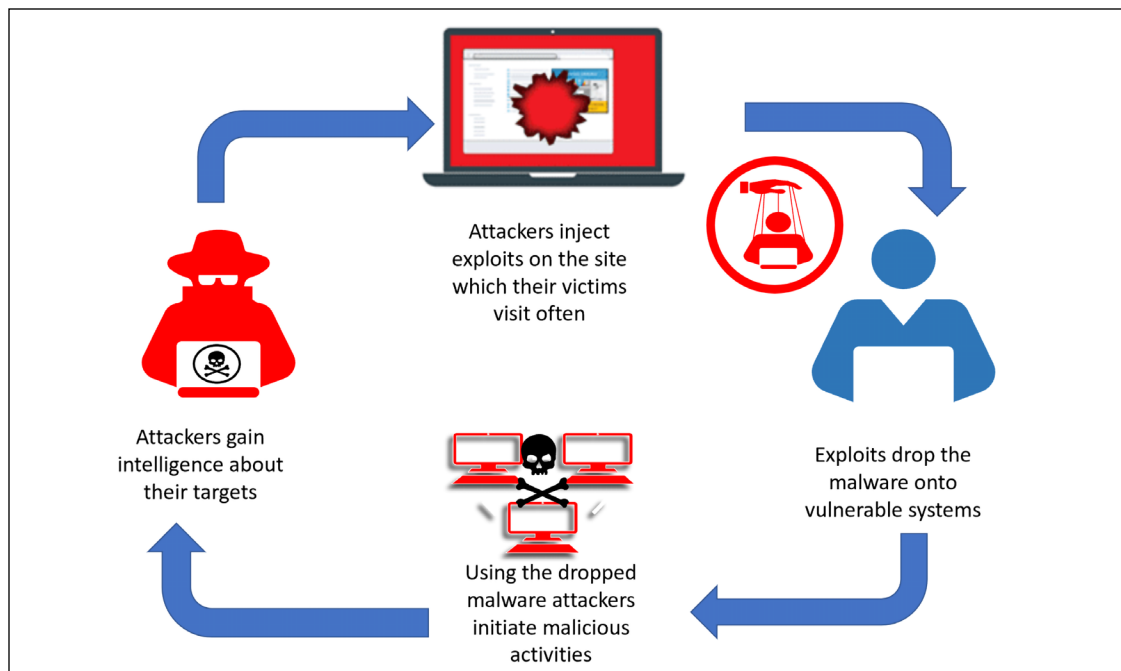 Attackers inject
exploits on the site
which their victims
visit often
Attackers gain
intelligence about
their targets
Exploits drop the
malware onto
vulnerable systems
Using the dropped
malware attackers
initiate malicious
activities